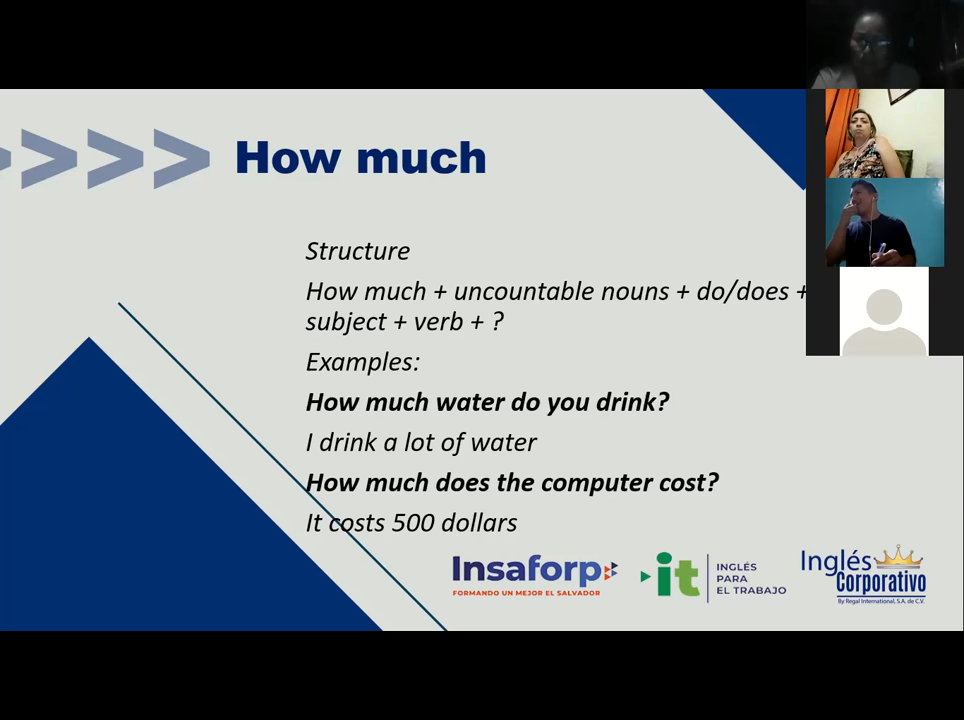 How much
Structure
How much + uncountable nouns + do/does +
subject + verb + ?
Examples:
How much water do you drink?
I drink a lot of water
How much does the computer cost?
It costs 500 dollars
Insaforp
FORMANDO UN MEJOR EL SALVADOR
it
INGLÉS
PARA
EL TRABAJO
Inglés
Corporativo
By Regal International, S.A. de C.V.